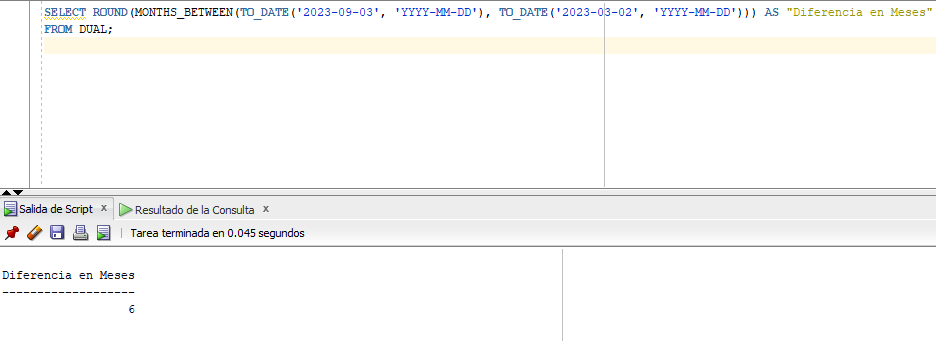 SELECT ROUND(MONTHS_BETWEEN(TO_DATE('2023-09-03', 'YYYY-MM-DD'), TO_DATE('2023-03-02', 'YYYY-MM-DD'))) AS "Diferencia en Meses"
FROM DUAL;
Salida de Script x
Resultado de la Consulta x
Tarea terminada en 0.045 segundos
Diferencia en Meses
-------------------
6